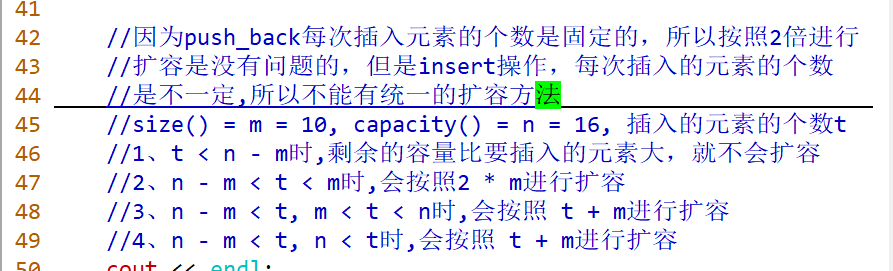 41
42 //因为push_back每次插入元素的个数是固定的，所以按照2倍进行
43 //扩容是没有问题的，但是insert操作，每次插入的元素的个数
44 //是不一定,所以不能有统一的扩容方法
45 //size() = m = 10, capacity() = n = 16, 插入的元素的个数t
46 //1、t < n - m时,剩余的容量比要插入的元素大，就不会扩容
47 //2、n - m < t < m时,会按照2 * m进行扩容
48 //3、n - m < t, m < t < n时,会按照 t + m进行扩容
49 //4、n - m < t, n < t时,会按照 t + m进行扩容
50 cout << endl;